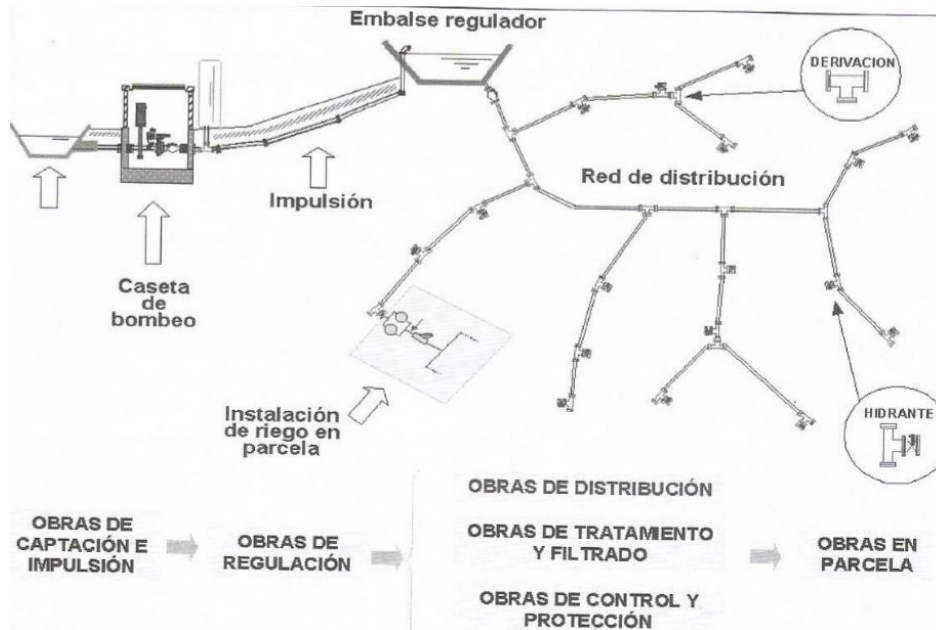 Embalse regulador
DERIVACION
Red de distribución
Impulsión
Caseta
de
bombeo
Instalación
de riego en
parcela
HIDRANTE
OBRAS DE
CAPTACIÓN E
IMPULSIÓN
OBRAS DE
REGULACIÓN
OBRAS DE DISTRIBUCIÓN
OBRAS DE TRATAMIENTO
Y FILTRADO
OBRAS DE CONTROL Y
PROTECCIÓN
OBRAS EN
PARCELA